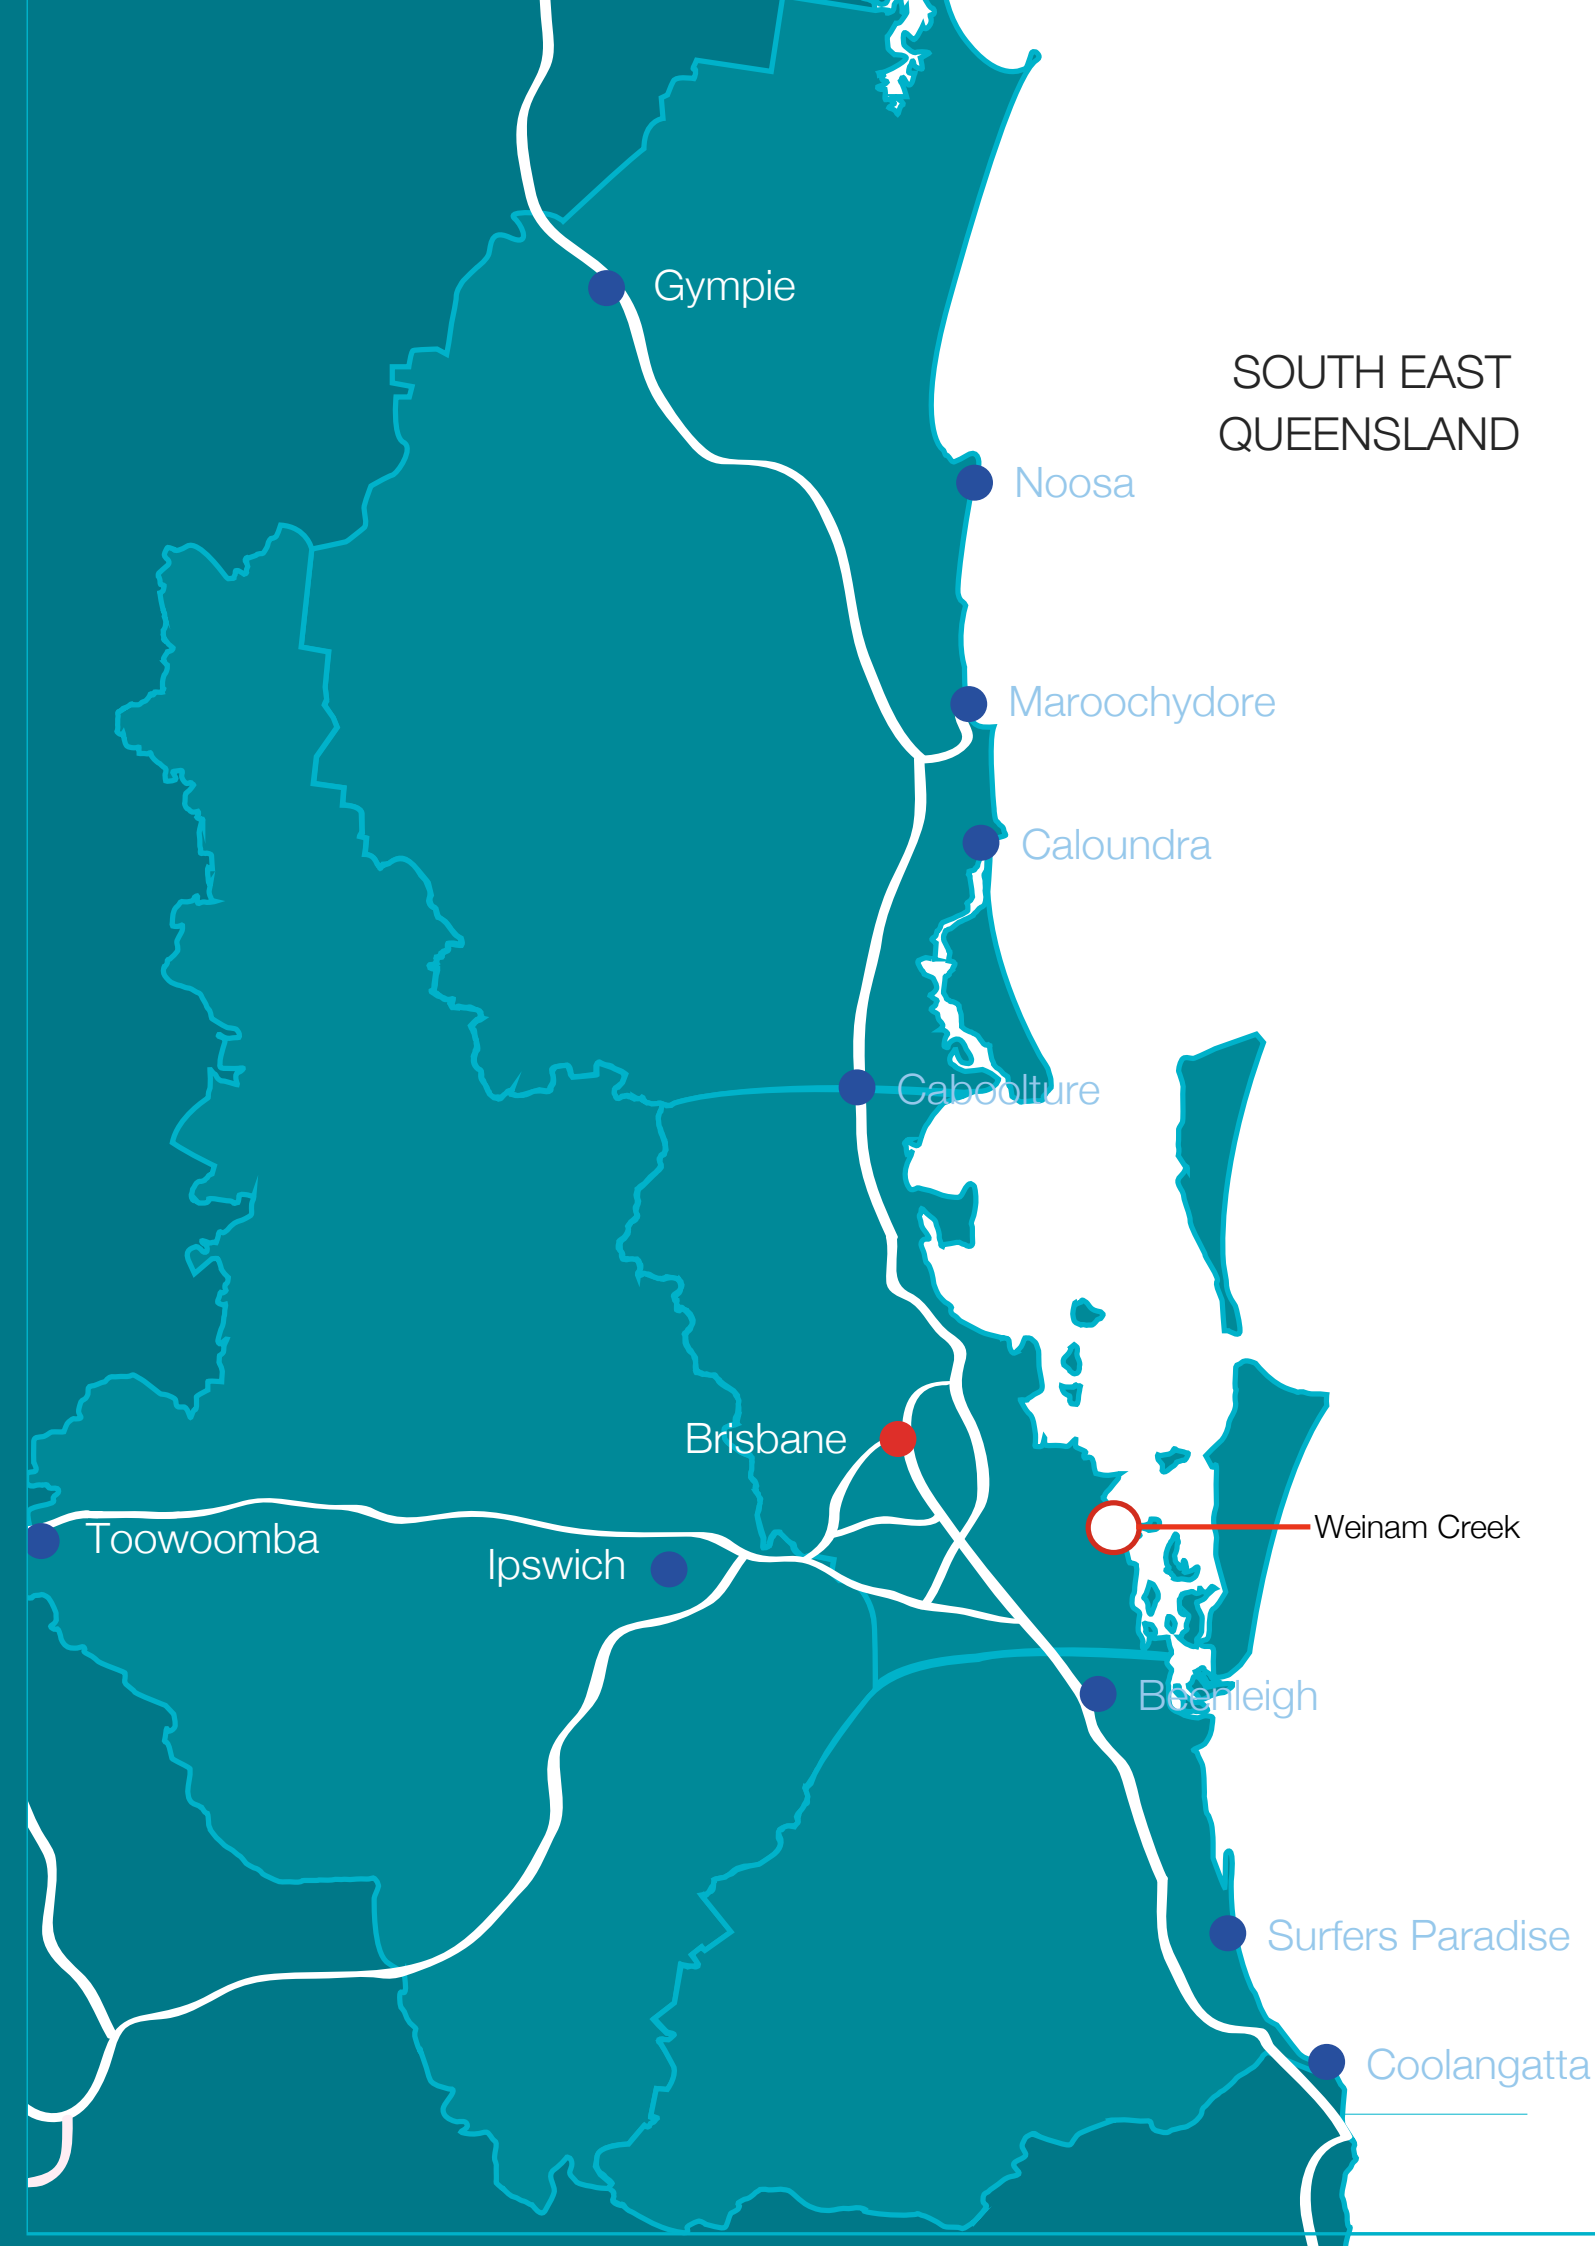 Gympie
SOUTH EAST
QUEENSLAND
Noosa
Maroochydore
Caloundra
Caboolture
Brisbane
Weinam Creek
Toowoomba
Ipswich
Beenleigh
Surfers Paradise
Coolangatta